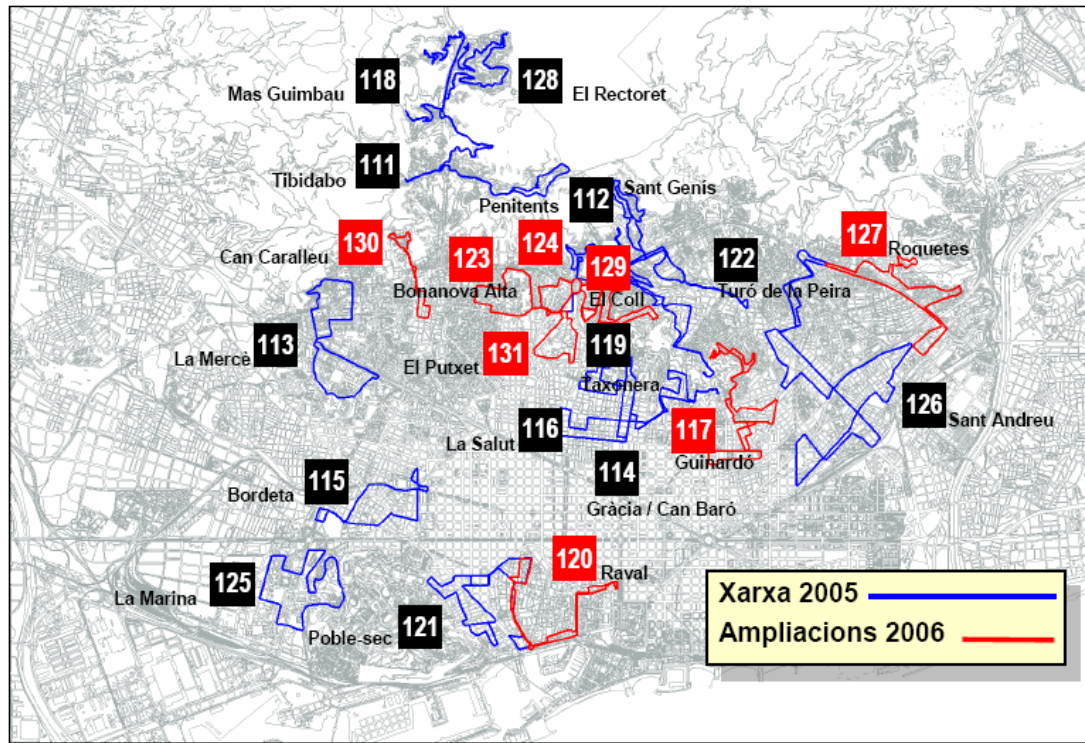 118
Mas Guimbau
128
El Rectoret
111
Tibidabo
112
Sant Genís
Penitents
130
Can Caralleu
123
Bonanova Alta
124
129
El Coll
122
Turó de la Peira
127
Roquetes
113
La Mercè
El Putxet
131
119
Taxonera
126
Sant Andreu
La Salut
116
117
Guinardó
114
Gràcia / Can Baró
115
Bordeta
120
Raval
125
La Marina
Poble-sec
121
Xarxa 2005
Ampliacions 2006